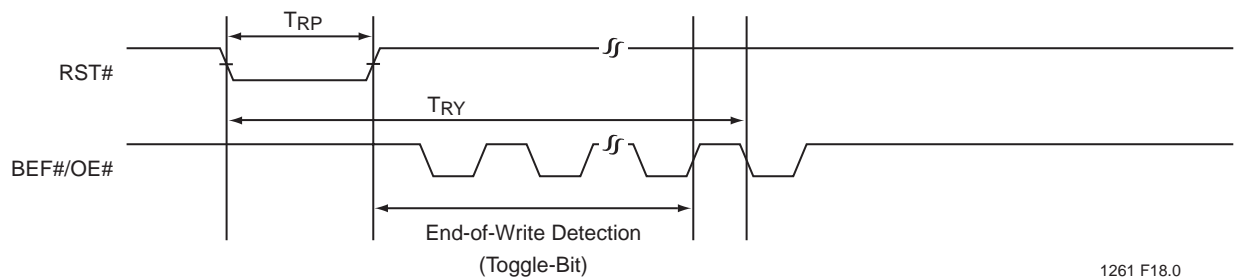 TRP
RST#
TRY
BEF#/OE#
End-of-Write Detection
(Toggle-Bit)
1261 F18.0